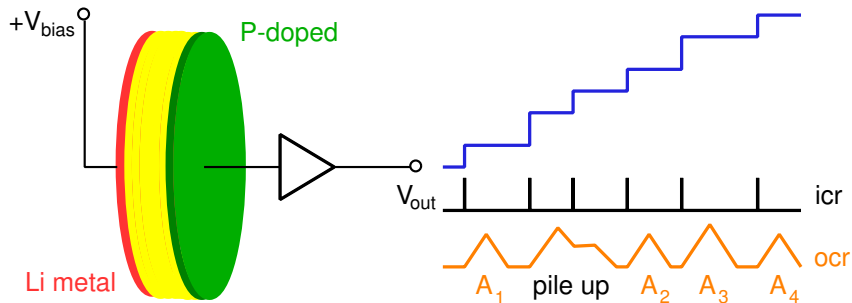 +V_bias
P-doped
Li metal
V_out
icr
ocr
A_1
pile up
A_2
A_3
A_4